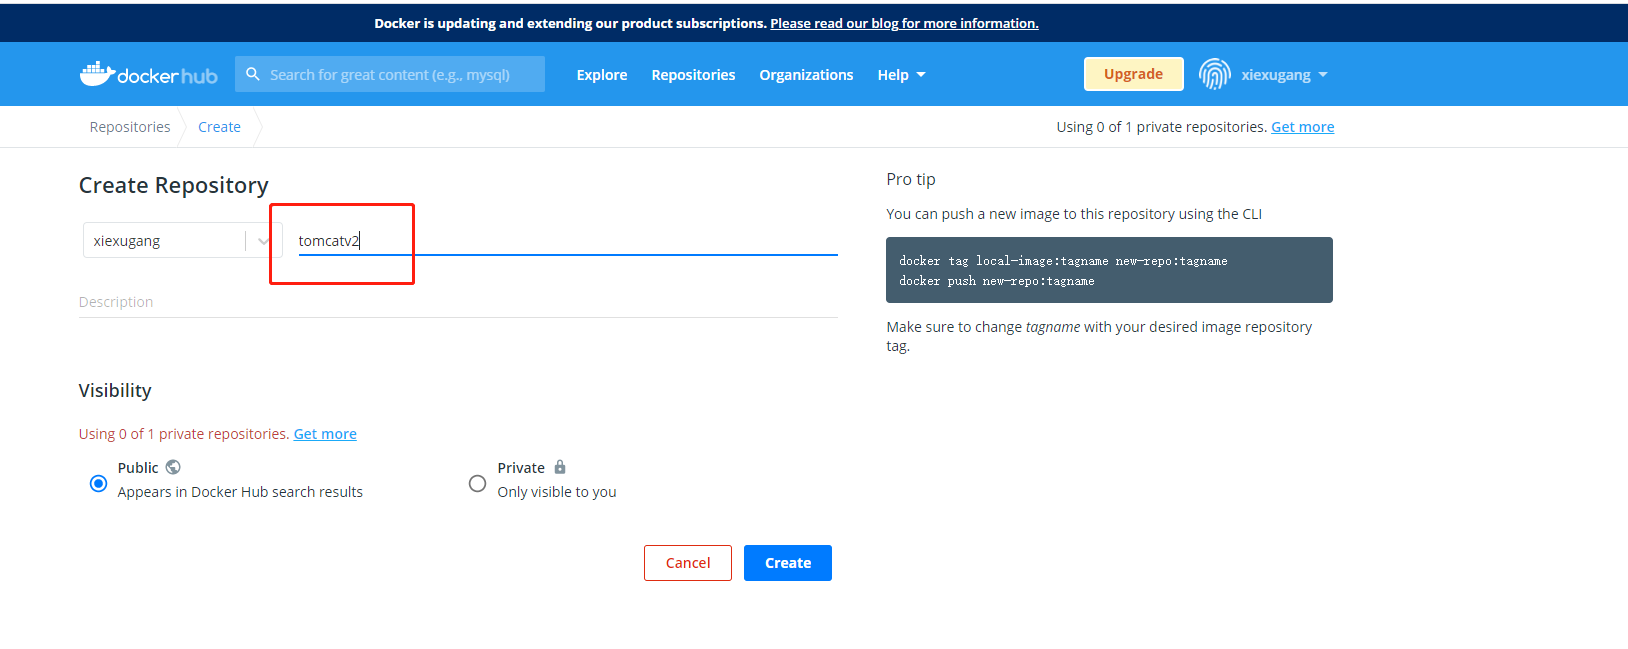 Docker is updating and extending our product subscriptions. Please read our blog for more information.
docker hub Search for great content (e.g., mysql) Explore Repositories Organizations Help Upgrade xiexugang
Repositories Create Using 0 of 1 private repositories. Get more
Create Repository
xiexugang tomcatv2
Description
Visibility
Using 0 of 1 private repositories. Get more
Public
Appears in Docker Hub search results
Private
Only visible to you
Cancel Create
Pro tip
You can push a new image to this repository using the CLI
docker tag local-image:tagname new-repo:tagname
docker push new-repo:tagname
Make sure to change tagname with your desired image repository
tag.